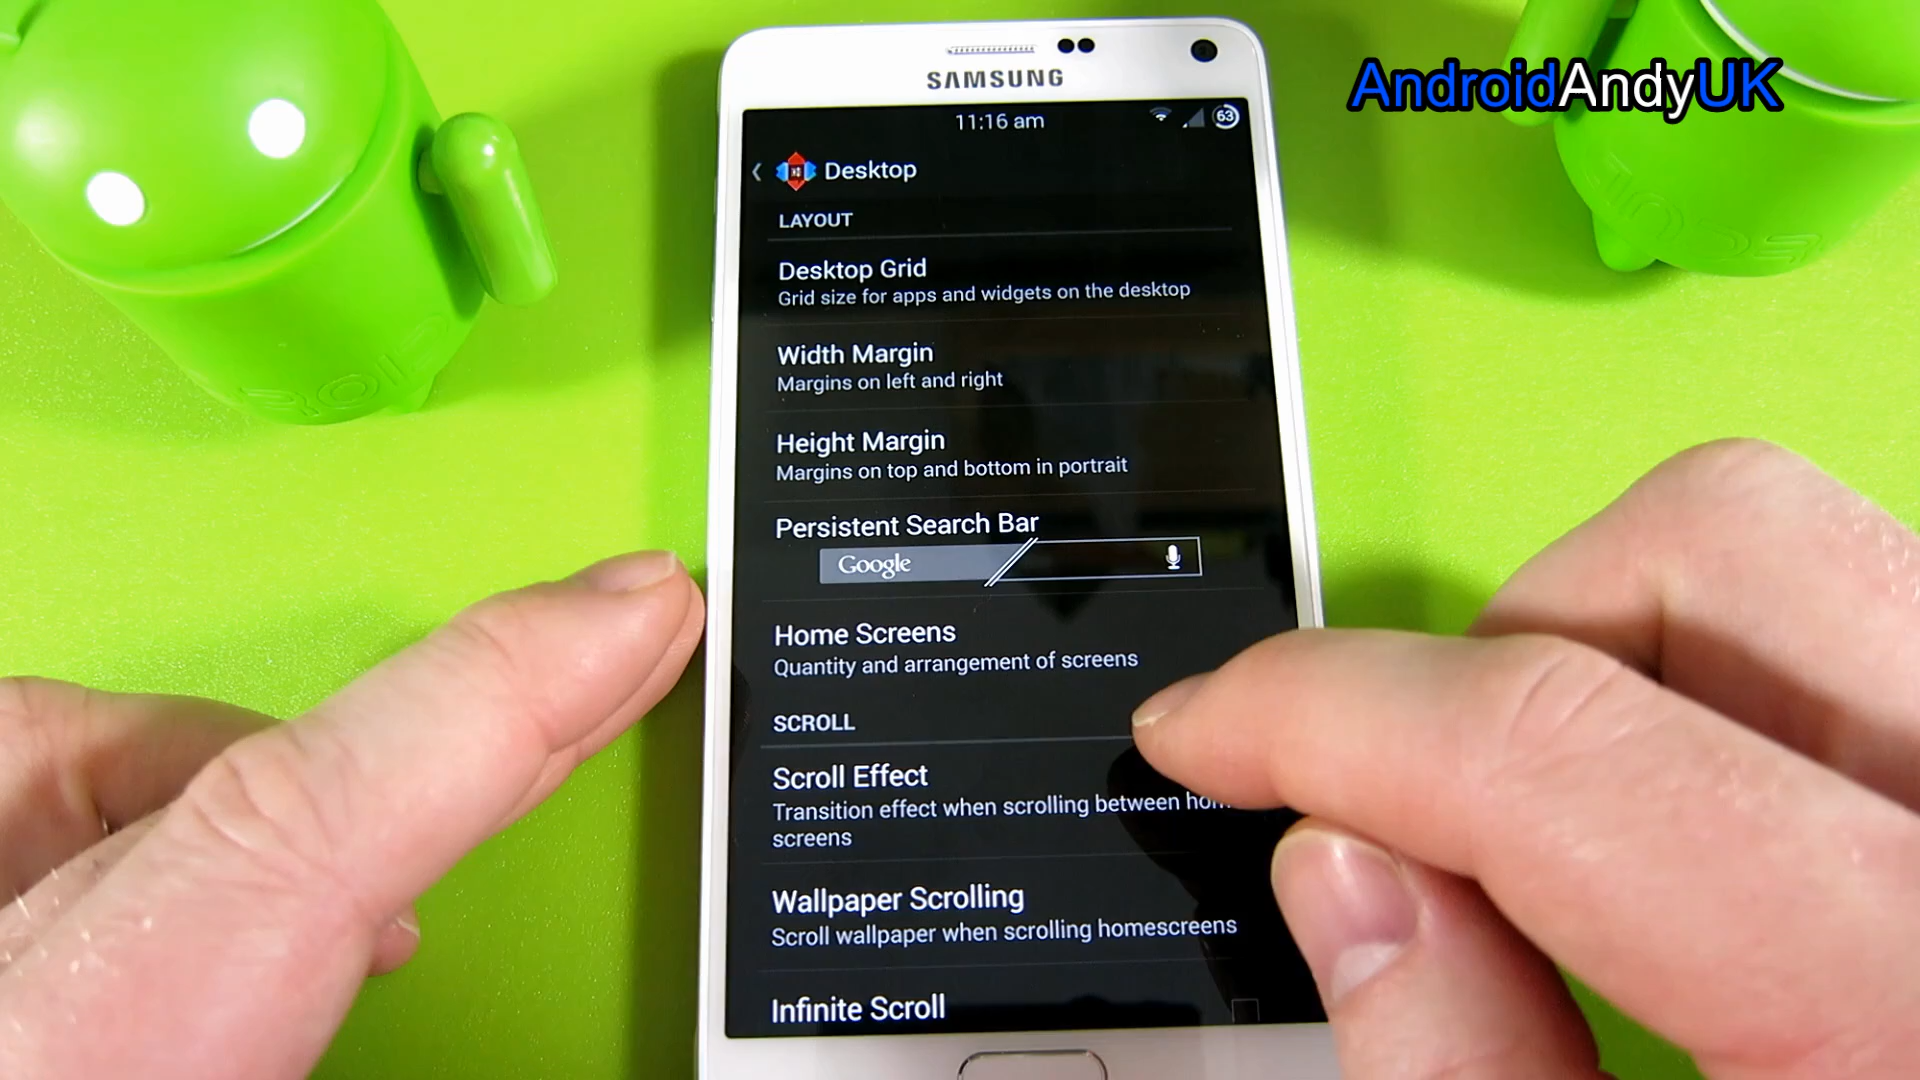 AndroidAndyUK
SAMSUNG
11:16 am
63
Desktop
LAYOUT
Desktop Grid
Grid size for apps and widgets on the desktop
Width Margin
Margins on left and right
Height Margin
Margins on top and bottom in portrait
Persistent Search Bar
Google
Home Screens
Quantity and arrangement of screens
SCROLL
Scroll Effect
Transition effect when scrolling between
screens
Wallpaper Scrolling
Scroll wallpaper when scrolling homescreens
Infinite Scroll